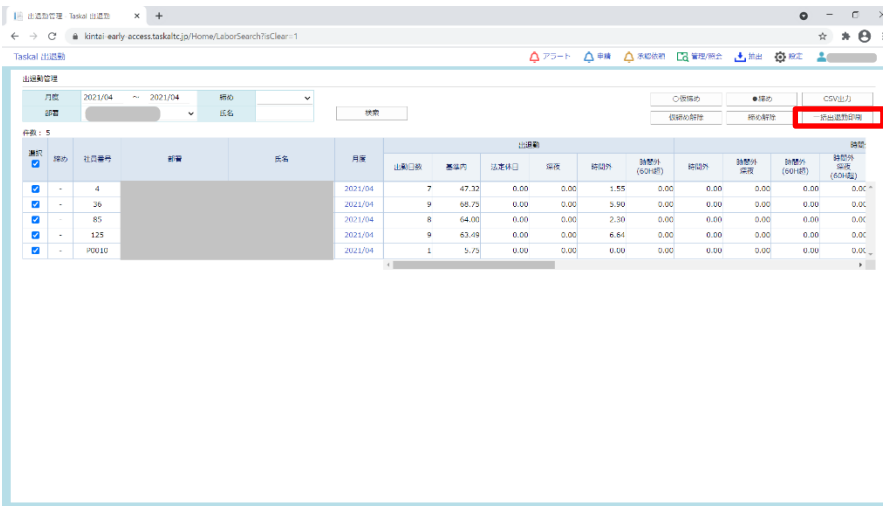 出退勤管理 - Taskal 出退勤
kintai-early-access.taskaltc.jp/Home/LaborSearch?isClear=1
Taskal 出退勤
アラート 申請 承認依頼 管理/照会 抽出 設定
出退勤管理
月度 2021/04 ～ 2021/04 締め
○仮締め ●締め CSV出力
部署 氏名 検索
仮締め解除 締め解除 一括出退勤印刷
件数: 5
出退勤 時間
選択 締め 社員番号 部署 氏名 月度 出勤日数 基準内 法定休日 深夜 時間外 時間外(60H超) 時間外 時間外深夜 時間外(60H超) 時間外深夜(60H超)
- 4 2021/04 7 47.32 0.00 0.00 1.55 0.00 0.00 0.00 0.00 0.00
- 36 2021/04 9 68.75 0.00 0.00 5.90 0.00 0.00 0.00 0.00 0.00
- 85 2021/04 8 64.00 0.00 0.00 2.30 0.00 0.00 0.00 0.00 0.00
- 125 2021/04 9 63.49 0.00 0.00 6.64 0.00 0.00 0.00 0.00 0.00
- P0010 2021/04 1 5.75 0.00 0.00 0.00 0.00 0.00 0.00 0.00 0.00